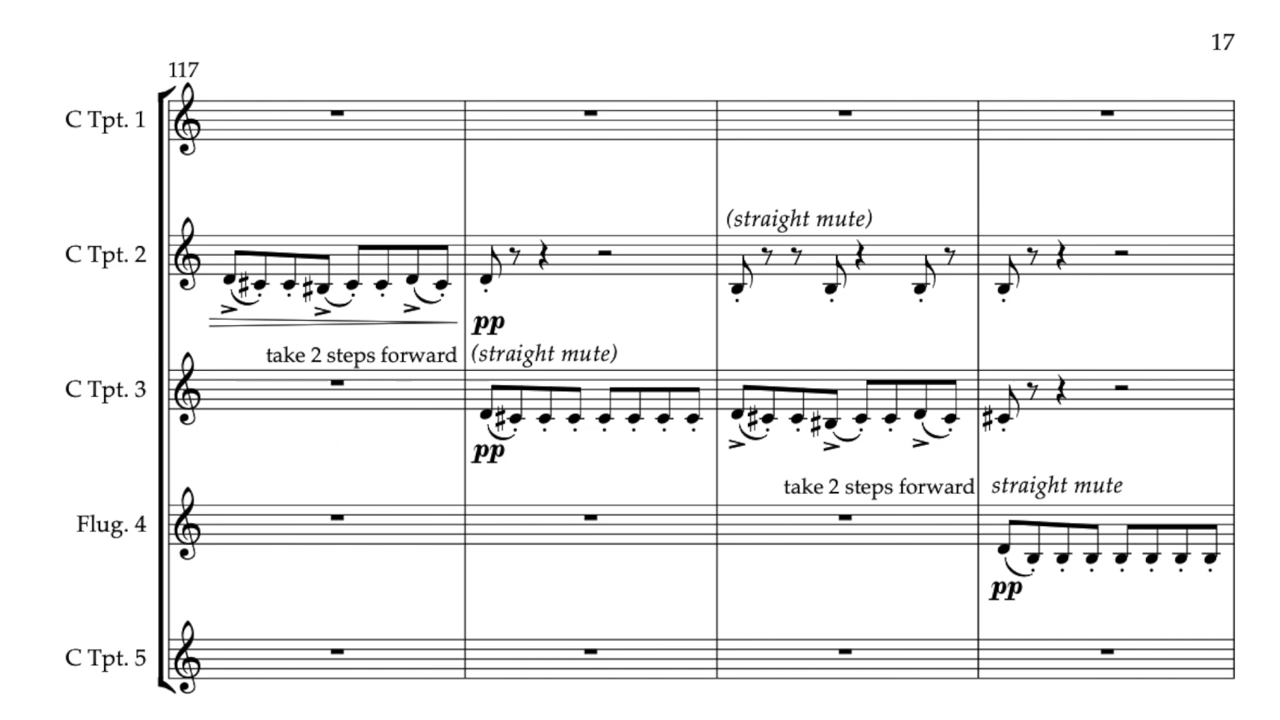 17
117
C Tpt. 1
(straight mute)
C Tpt. 2
pp
take 2 steps forward (straight mute)
C Tpt. 3
pp
take 2 steps forward straight mute
Flug. 4
pp
C Tpt. 5